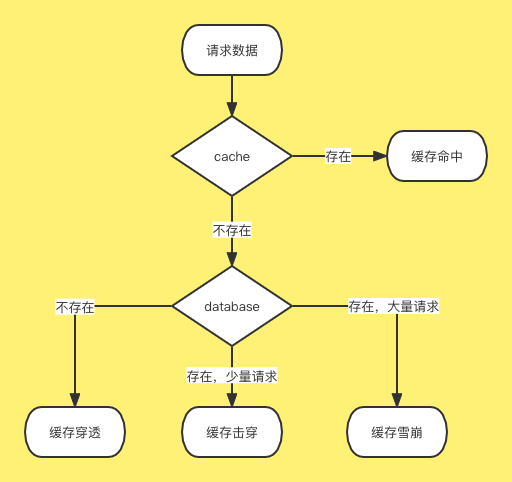 请求数据
cache
存在
缓存命中
不存在
database
不存在
存在，大量请求
存在，少量请求
缓存穿透
缓存击穿
缓存雪崩